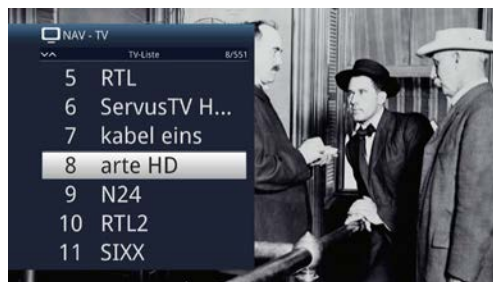 NAV - TV
TV-Liste 8/551
5 RTL
6 ServusTV H...
7 kabel eins
8 arte HD
9 N24
10 RTL2
11 SIXX